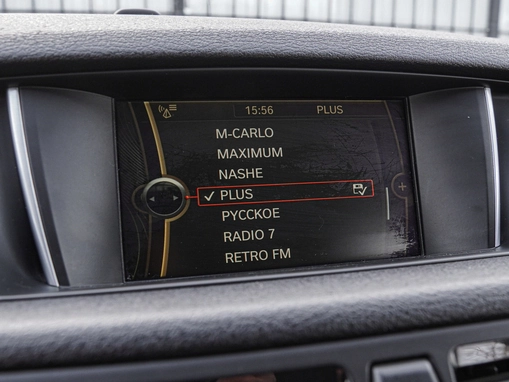 15:56 PLUS
M-CARLO
MAXIMUM
NASHE
PLUS
РУССКОЕ
RADIO 7
RETRO FM